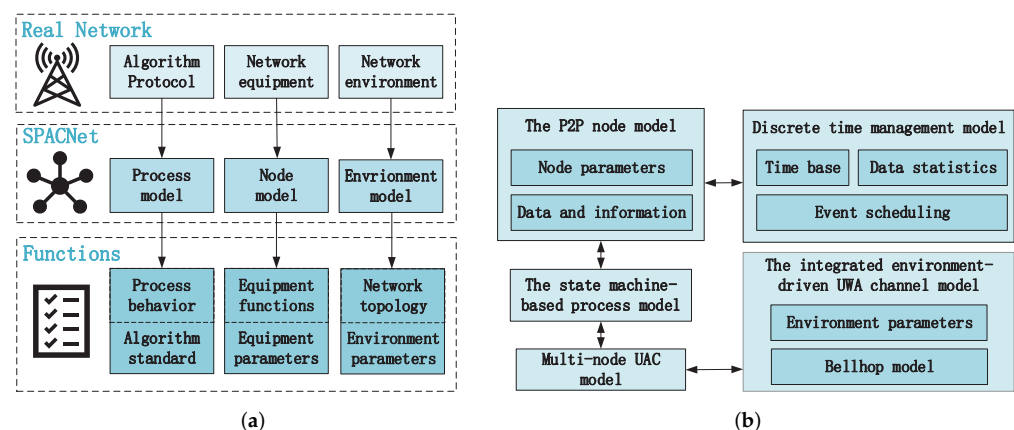 Real Network
Algorithm
Protocol
Network
equipment
Network
environment
SPACNet
Process
model
Node
model
Envrionment
model
Functions
Process
behavior
Equipment
functions
Network
topology
Algorithm
standard
Equipment
parameters
Environment
parameters
(a)
The P2P node model
Node parameters
Data and information
Discrete time management model
Time base
Data statistics
Event scheduling
The state machine-
based process model
Multi-node UAC
model
The integrated environment-
driven UWA channel model
Environment parameters
Bellhop model
(b)